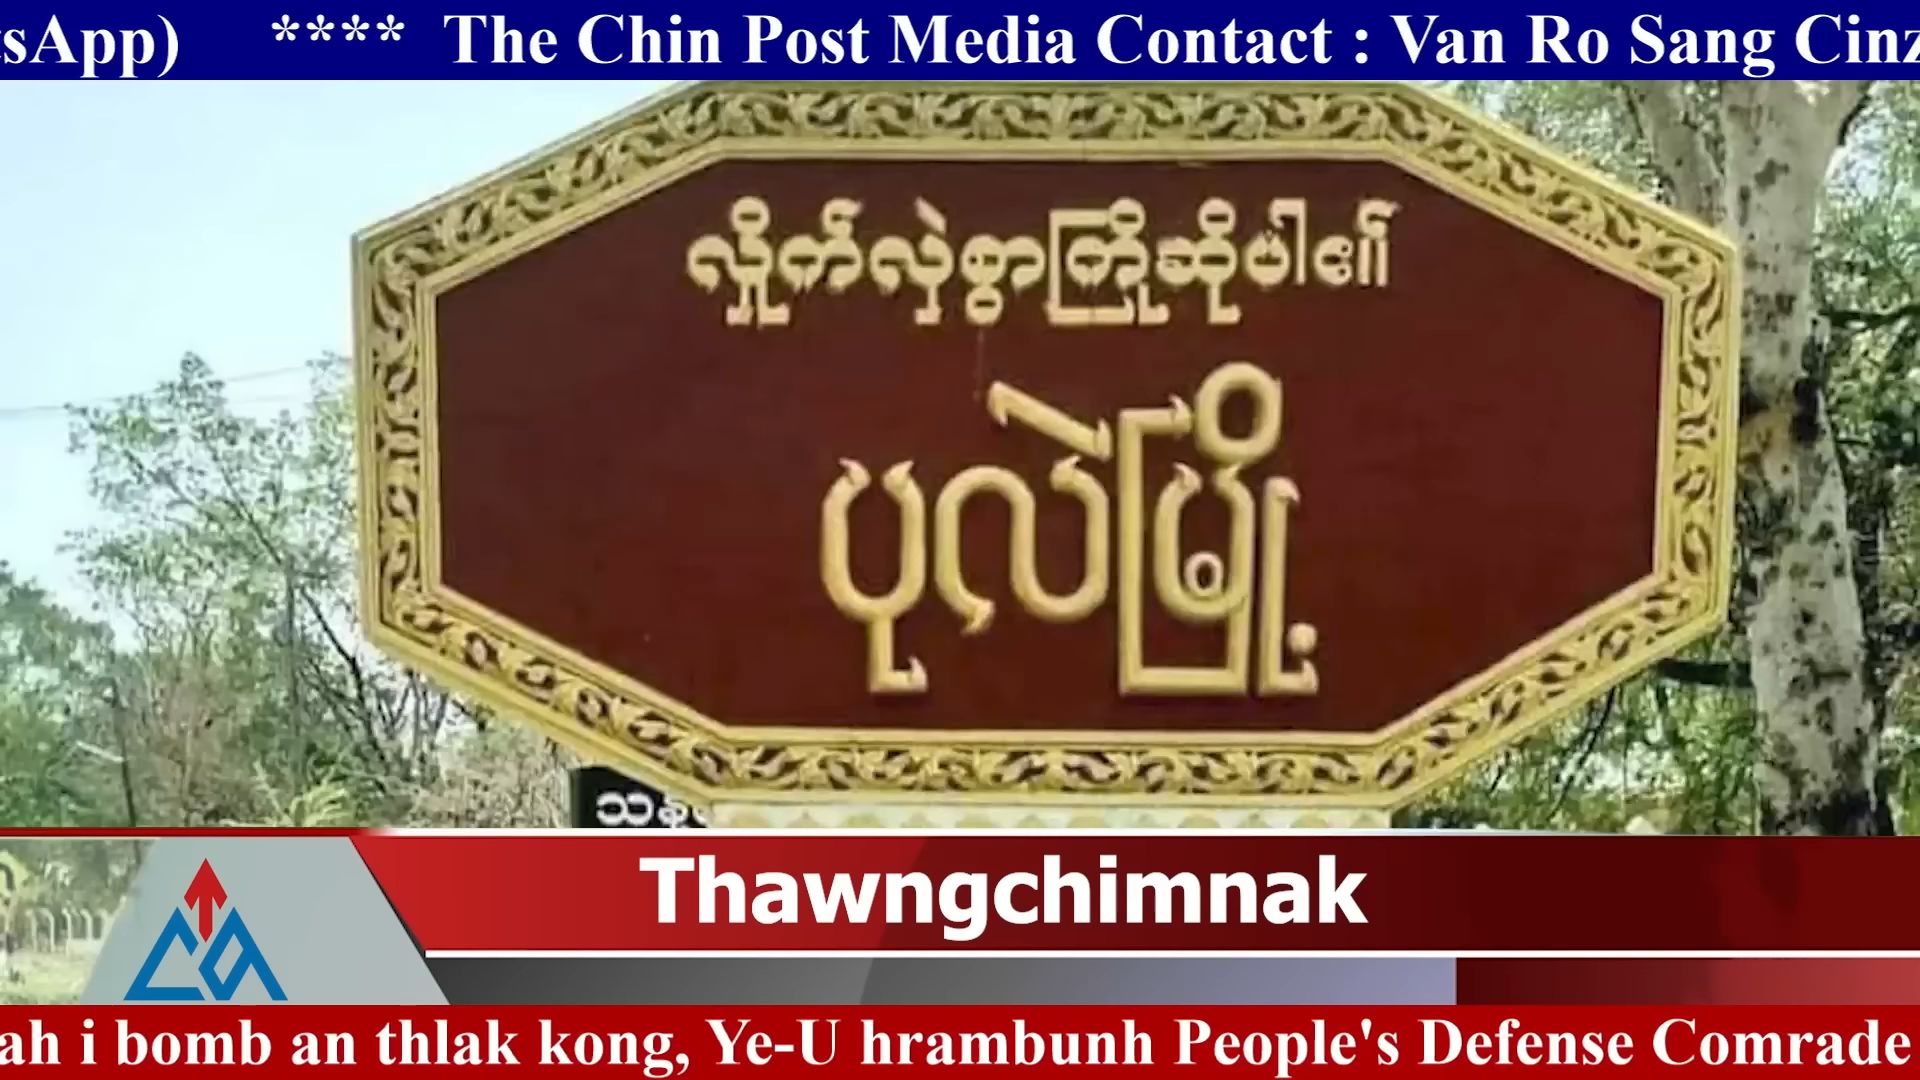 tsApp) **** The Chin Post Media Contact : Van Ro Sang Cinz
လှိုက်လှဲစွာကြိုဆိုပါ၏
ပုလဲမြို့
Thawngchimnak
ah i bomb an thlak kong, Ye-U hrambunh People's Defense Comrade